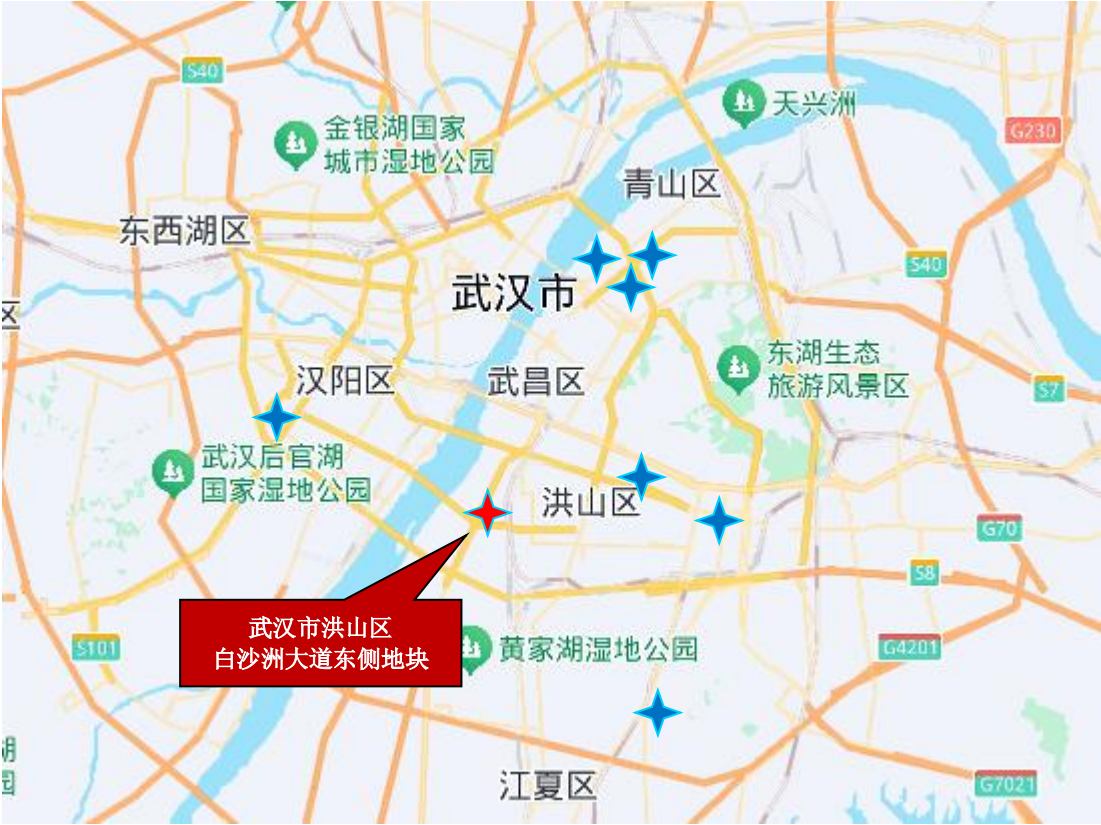 S40
天兴洲
金银湖国家
城市湿地公园
G230
青山区
东西湖区
S40
武汉市
区
东湖生态
旅游风景区
汉阳区
武昌区
S7
武汉后官湖
国家湿地公园
洪山区
G70
S8
武汉市洪山区
白沙洲大道东侧地块
S101
黄家湖湿地公园
G4201
湖
园
江夏区
G7021